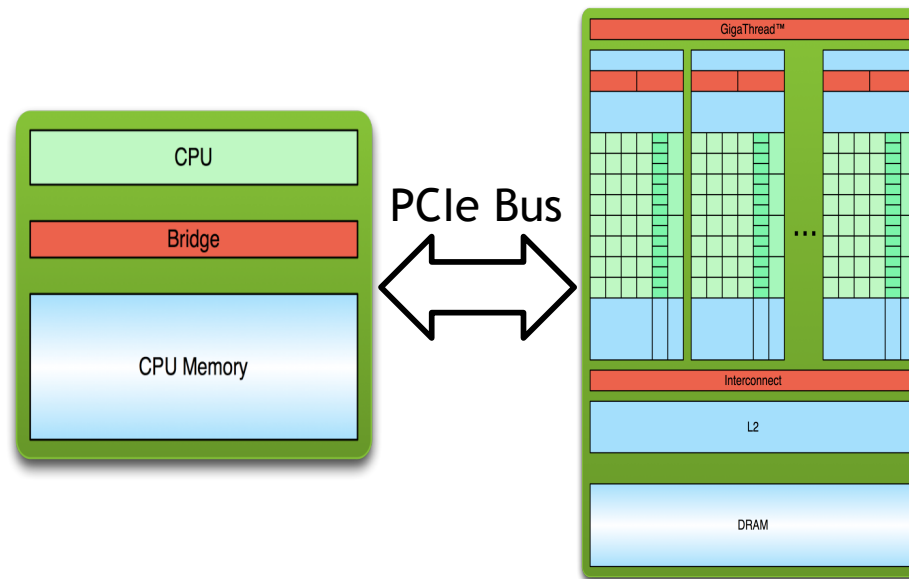 CPU
Bridge
CPU Memory
PCIe Bus
GigaThread™
...
Interconnect
L2
DRAM